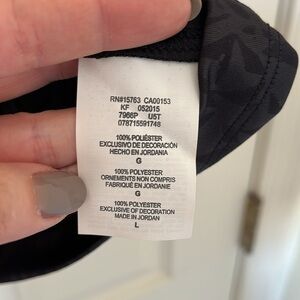 RN#15763 CA00153
KF 052015
7966P U5T
078715591748
100% POLIÉSTER
EXCLUSIVO DE DECORACIÓN
HECHO EN JORDANIA
G
100% POLYESTER
ORNEMENTS NON COMPRIS
FABRIQUÉ EN JORDANIE
G
100% POLYESTER
EXCLUSIVE OF DECORATION
MADE IN JORDAN
L